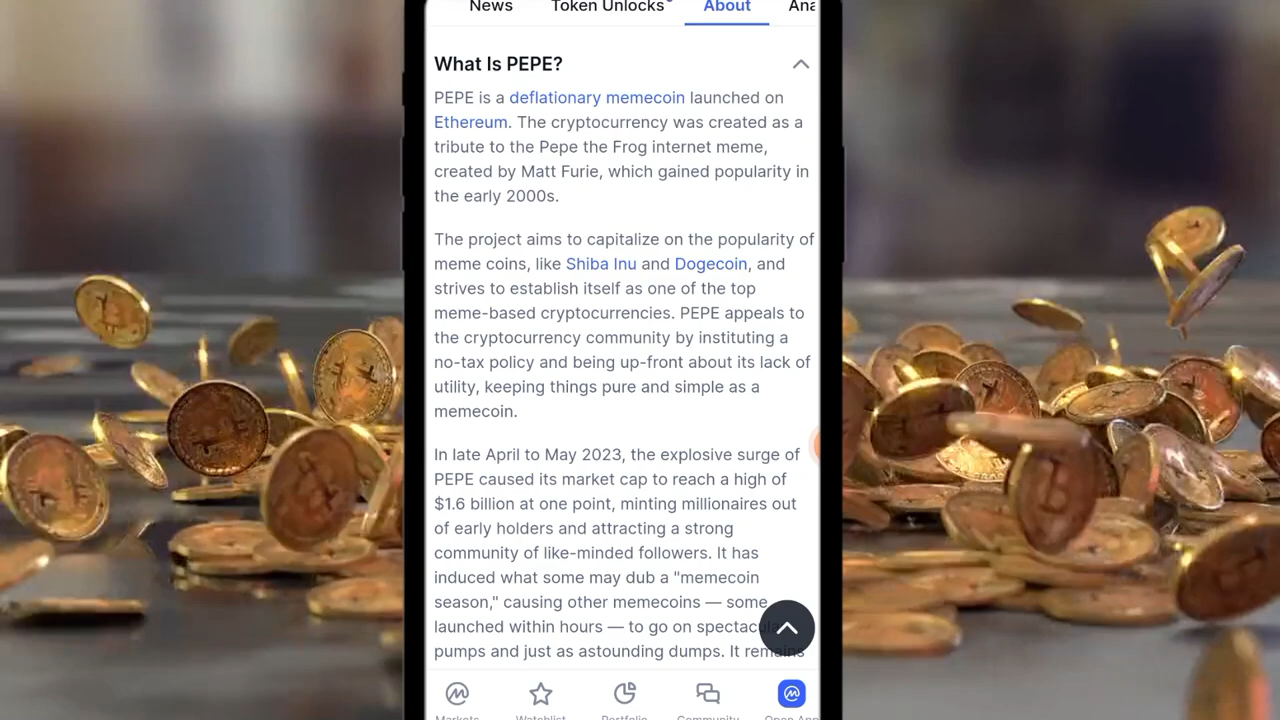 News Token Unlocks About Ana
What Is PEPE?
PEPE is a deflationary memecoin launched on
Ethereum. The cryptocurrency was created as a
tribute to the Pepe the Frog internet meme,
created by Matt Furie, which gained popularity in
the early 2000s.
The project aims to capitalize on the popularity of
meme coins, like Shiba Inu and Dogecoin, and
strives to establish itself as one of the top
meme-based cryptocurrencies. PEPE appeals to
the cryptocurrency community by instituting a
no-tax policy and being up-front about its lack of
utility, keeping things pure and simple as a
memecoin.
In late April to May 2023, the explosive surge of
PEPE caused its market cap to reach a high of
$1.6 billion at one point, minting millionaires out
of early holders and attracting a strong
community of like-minded followers. It has
induced what some may dub a "memecoin
season," causing other memecoins — some
launched within hours — to go on spectacular
pumps and just as astounding dumps. It remains
Markets Watchlist Portfolio Community Open App